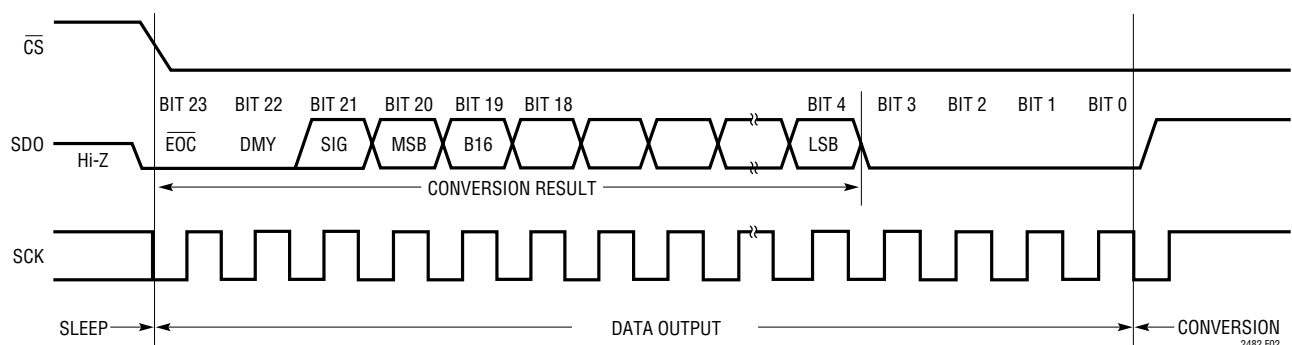 CS
BIT 23 BIT 22 BIT 21 BIT 20 BIT 19 BIT 18 BIT 4 BIT 3 BIT 2 BIT 1 BIT 0
SDO Hi-Z EOC DMY SIG MSB B16 LSB
CONVERSION RESULT
SCK
SLEEP DATA OUTPUT CONVERSION
2482 F02